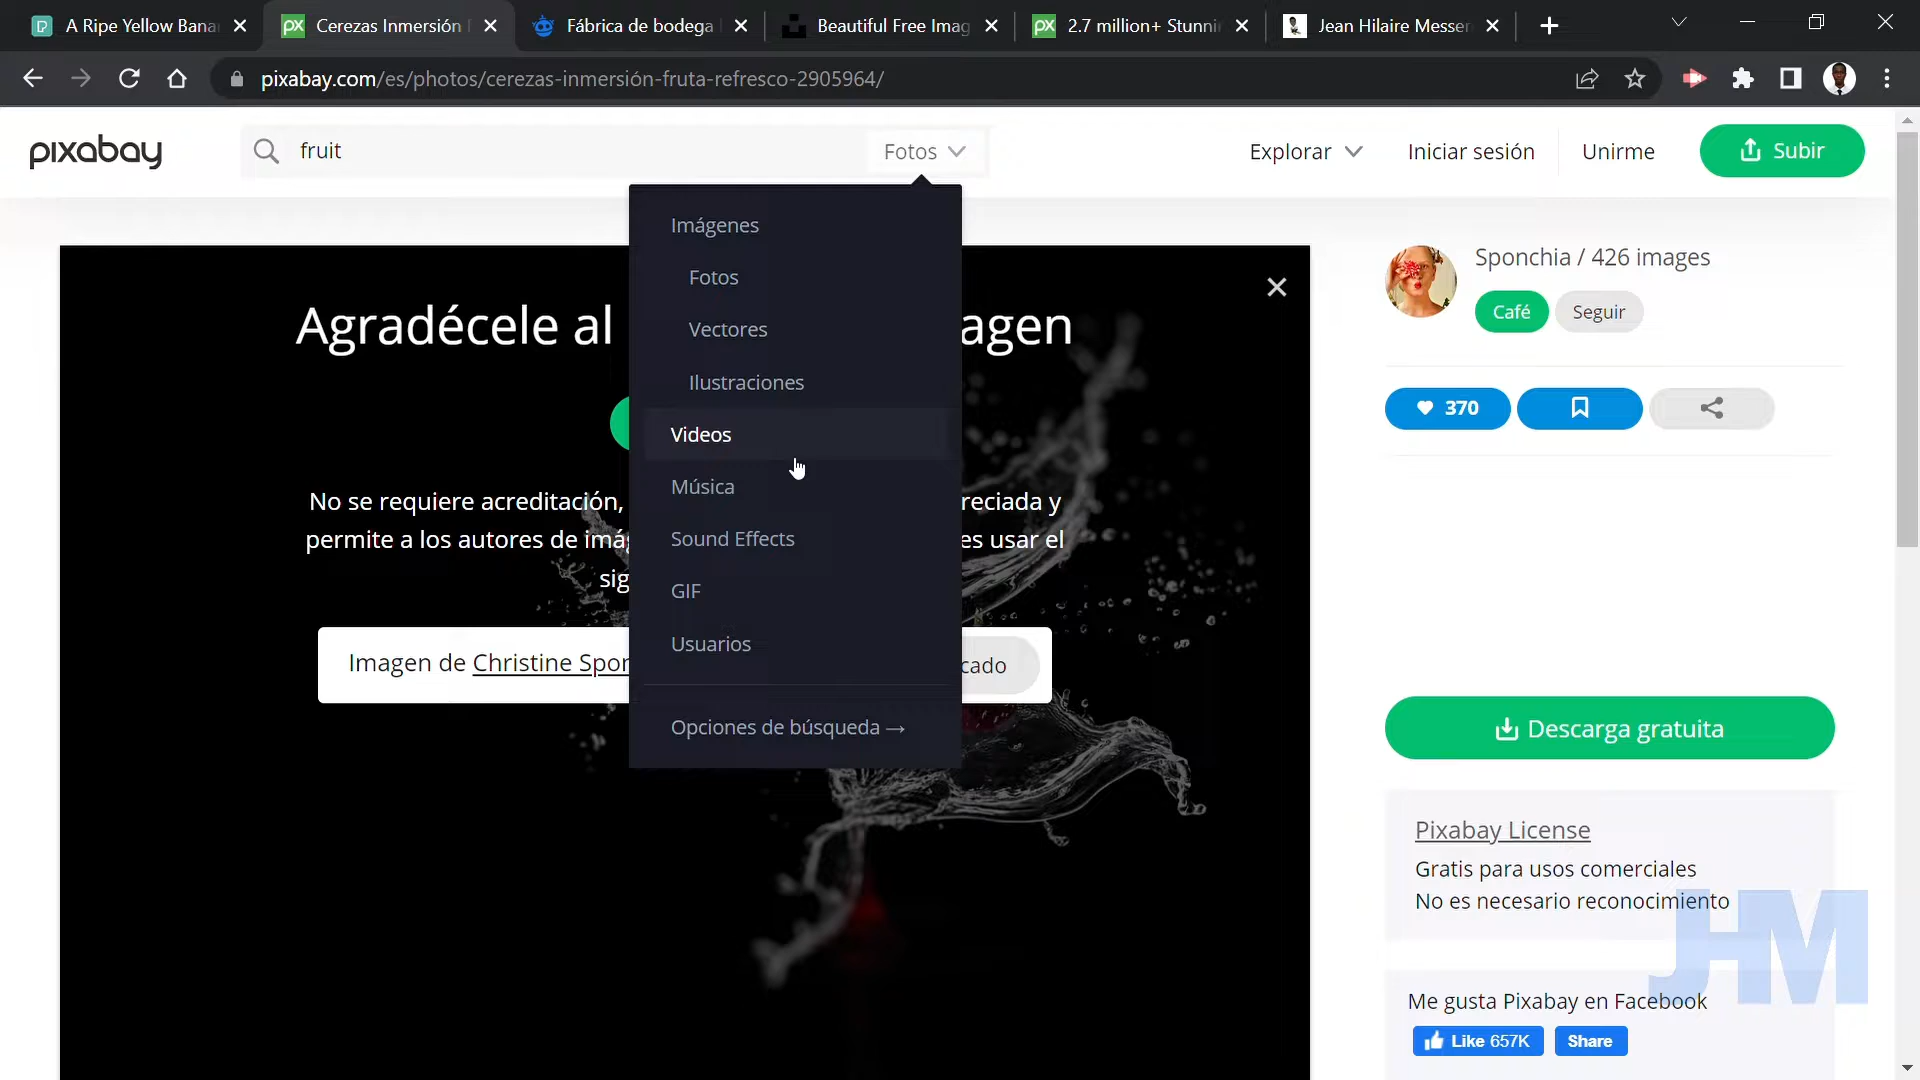 A Ripe Yellow Bana
Cerezas Inmersión
Fábrica de bodega
Beautiful Free Imag
2.7 million+ Stunni
Jean Hilaire Messer
pixabay.com/es/photos/cerezas-inmersión-fruta-refresco-2905964/
pixabay
fruit
Fotos
Explorar
Iniciar sesión
Unirme
Subir
Imágenes
Fotos
Vectores
Ilustraciones
Videos
Música
Sound Effects
GIF
Usuarios
Opciones de búsqueda →
Agradécele al agen
No se requiere acreditación, reciada y
permite a los autores de imág es usar el
sig
Imagen de Christine Spon cado
Sponchia / 426 images
Café
Seguir
370
Descarga gratuita
Pixabay License
Gratis para usos comerciales
No es necesario reconocimiento
JHM
Me gusta Pixabay en Facebook
Like 657K
Share